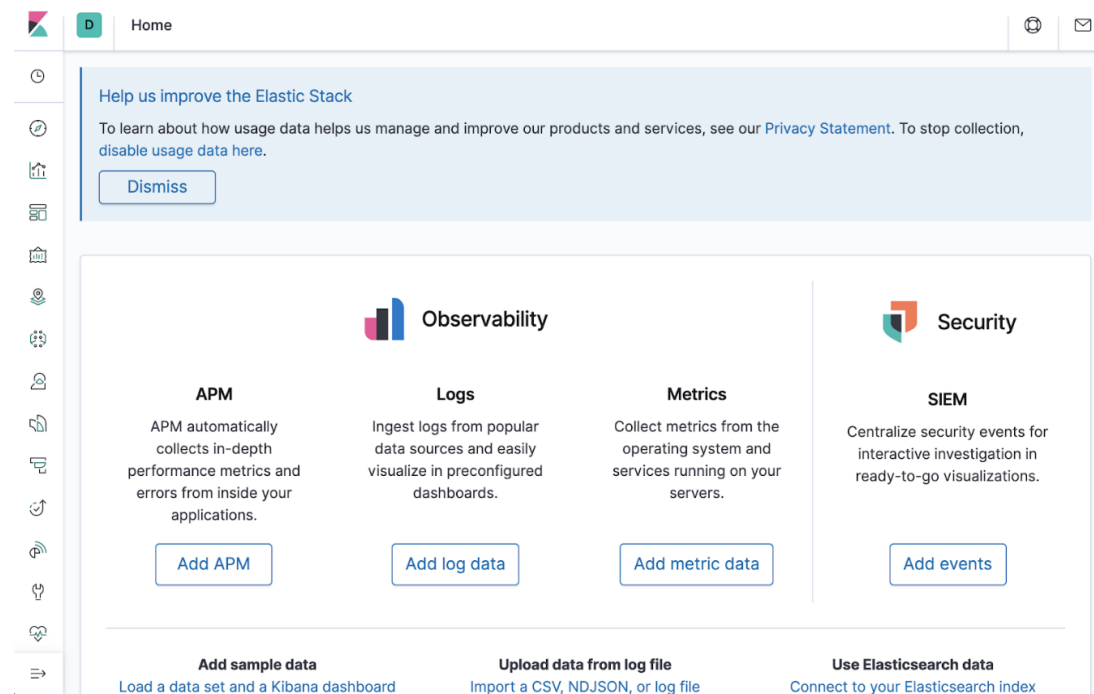 D Home
Help us improve the Elastic Stack
To learn about how usage data helps us manage and improve our products and services, see our Privacy Statement. To stop collection,
disable usage data here.
Dismiss
Observability
APM
APM automatically
collects in-depth
performance metrics and
errors from inside your
applications.
Add APM
Logs
Ingest logs from popular
data sources and easily
visualize in preconfigured
dashboards.
Add log data
Metrics
Collect metrics from the
operating system and
services running on your
servers.
Add metric data
Security
SIEM
Centralize security events for
interactive investigation in
ready-to-go visualizations.
Add events
Add sample data
Load a data set and a Kibana dashboard
Upload data from log file
Import a CSV, NDJSON, or log file
Use Elasticsearch data
Connect to your Elasticsearch index